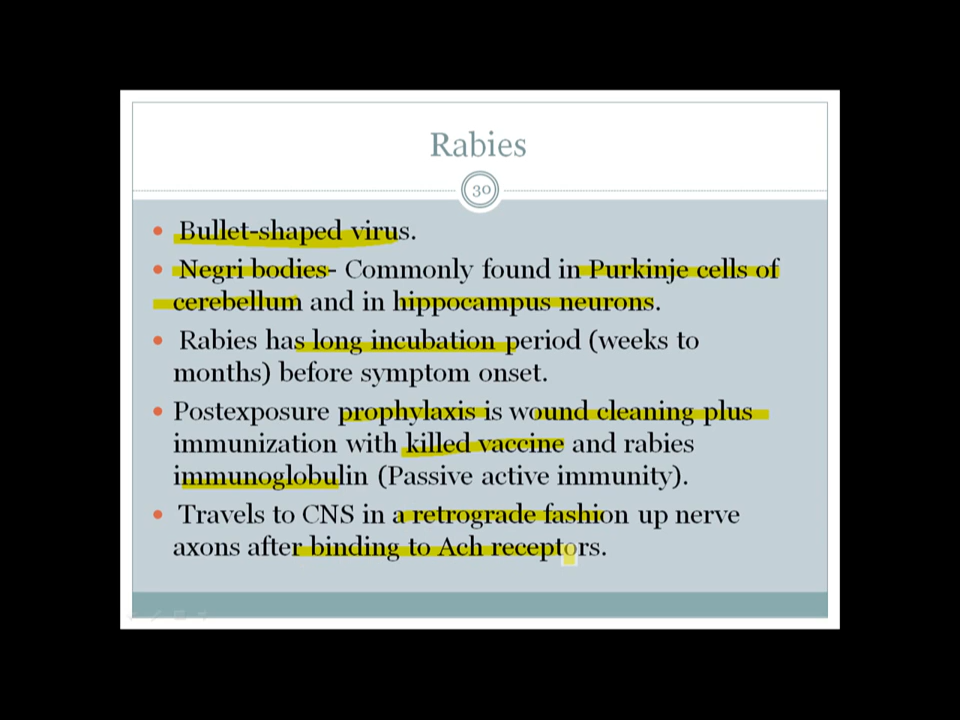 Rabies
30
• Bullet-shaped virus.
• Negri bodies- Commonly found in Purkinje cells of
cerebellum and in hippocampus neurons.
• Rabies has long incubation period (weeks to
months) before symptom onset.
• Postexposure prophylaxis is wound cleaning plus
immunization with killed vaccine and rabies
immunoglobulin (Passive active immunity).
• Travels to CNS in a retrograde fashion up nerve
axons after binding to Ach receptors.